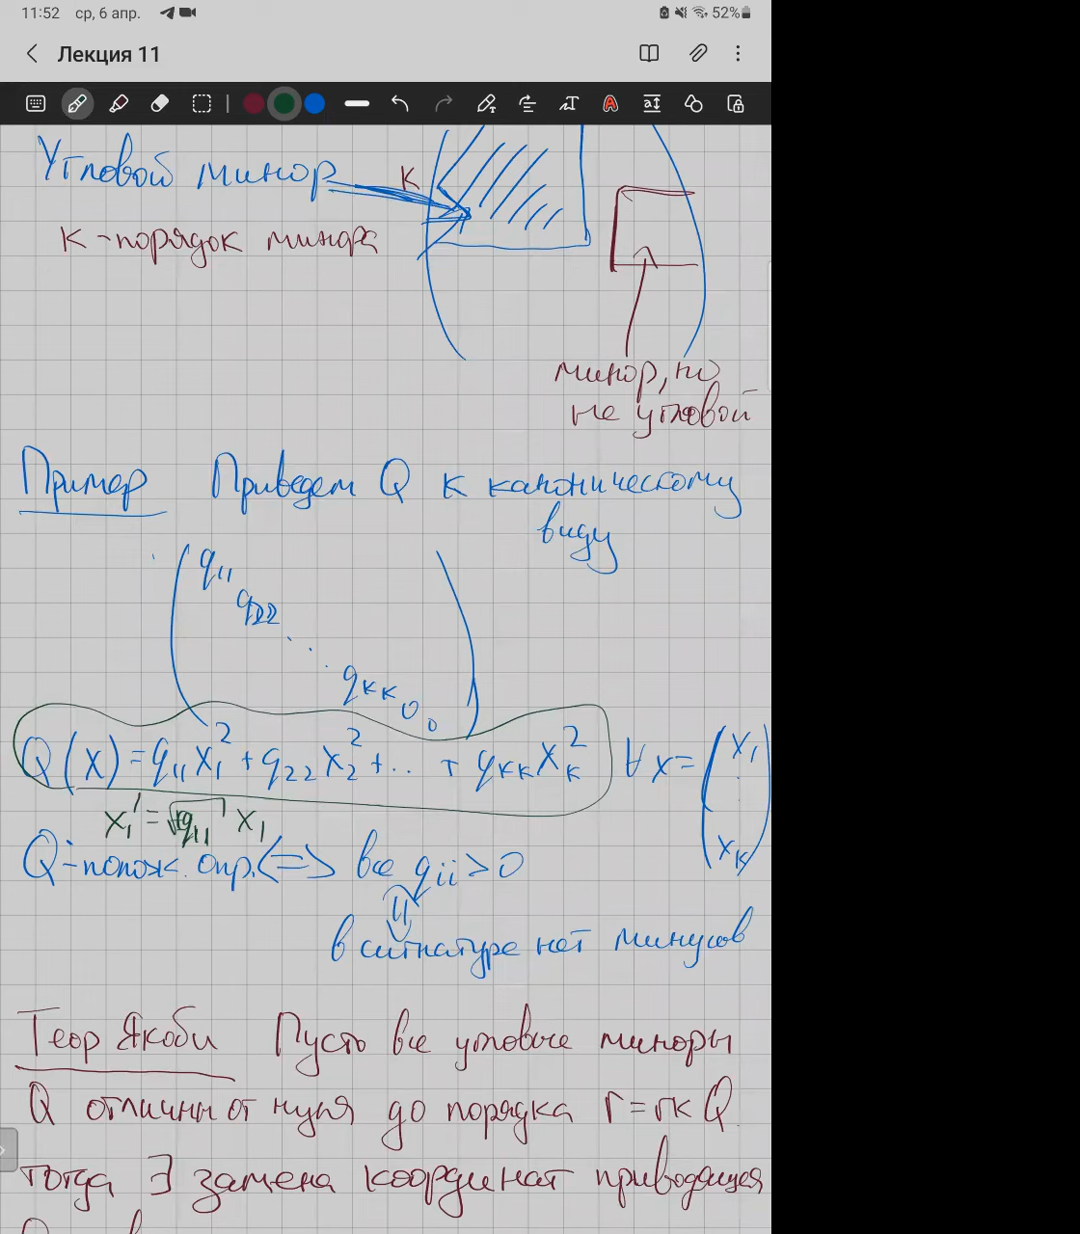 11:52 ср, 6 апр. 52%
Лекция 11
Угловой минор K
K-порядок минора
минор, но
не угловой
Пример Приведем Q к каноническому
виду
q₁₁
q₂₂
. . .
qₖₖ 0 0
Q(x) = q₁₁x₁² + q₂₂x₂² + .. + qₖₖxₖ² ∀x = (x₁ ⋮ xₖ)
x₁' = √q₁₁ x₁
Q - полож. опр. <=> все qᵢᵢ > 0
⇓
в сигнатуре нет минусов
Теор Якоби Пусть все угловые миноры
Q отличны от нуля до порядка r = rк Q
тогда ∃ замена координат приводящая